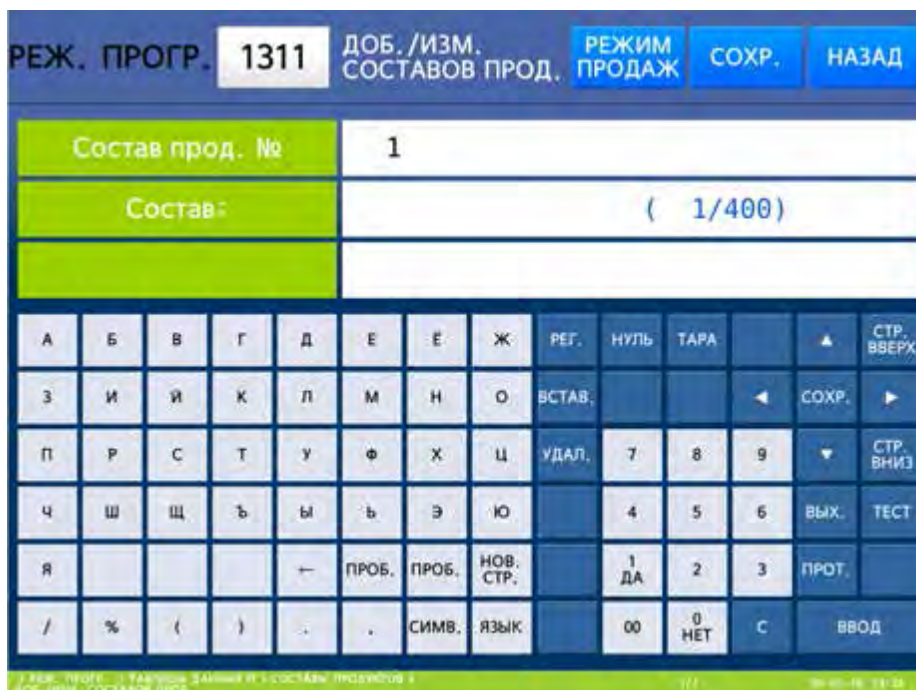 РЕЖ. ПРОГР. 1311 ДОБ./ИЗМ. СОСТАВОВ ПРОД. РЕЖИМ ПРОДАЖ СОХР. НАЗАД
Состав прод. № 1
Состав: ( 1/400)
А Б В Г Д Е Ё Ж РЕГ. НУЛЬ ТАРА ▲ СТР. ВВЕРХ
З И Й К Л М Н О ВСТАВ. ◀ СОХР. ▶
П Р С Т У Ф Х Ц УДАЛ. 7 8 9 ▼ СТР. ВНИЗ
Ч Ш Щ Ъ Ы Ь Э Ю 4 5 6 ВЫХ. ТЕСТ
Я ← ПРОБ. ПРОБ. НОВ. СТР. 1 ДА 2 3 ПРОТ.
/ % ( ) . , СИМВ. ЯЗЫК 00 0 НЕТ С ВВОД